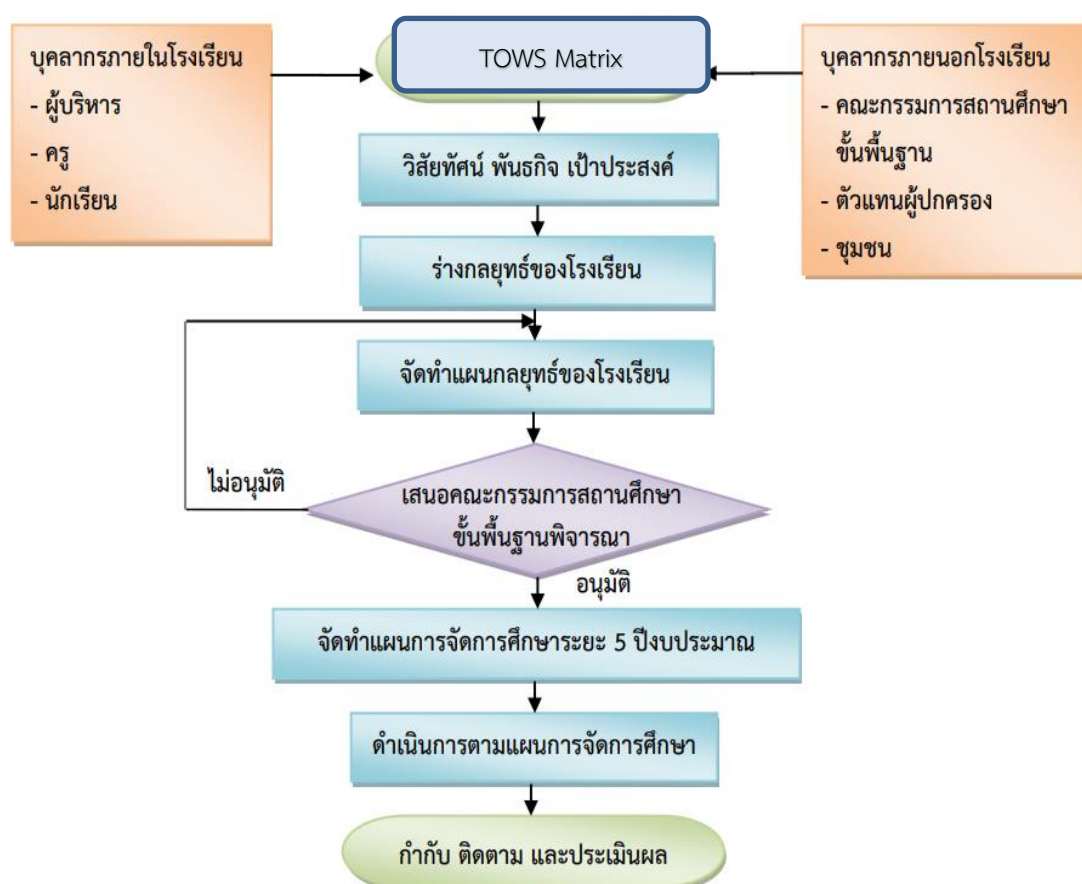 บุคลากรภายในโรงเรียน
- ผู้บริหาร
- ครู
- นักเรียน
TOWS Matrix
บุคลากรภายนอกโรงเรียน
- คณะกรรมการสถานศึกษา
ขั้นพื้นฐาน
- ตัวแทนผู้ปกครอง
- ชุมชน
วิสัยทัศน์ พันธกิจ เป้าประสงค์
ร่างกลยุทธ์ของโรงเรียน
จัดทำแผนกลยุทธ์ของโรงเรียน
ไม่อนุมัติ
เสนอคณะกรรมการสถานศึกษา
ขั้นพื้นฐานพิจารณา
อนุมัติ
จัดทำแผนการจัดการศึกษาระยะ 5 ปีงบประมาณ
ดำเนินการตามแผนการจัดการศึกษา
กำกับ ติดตาม และประเมินผล